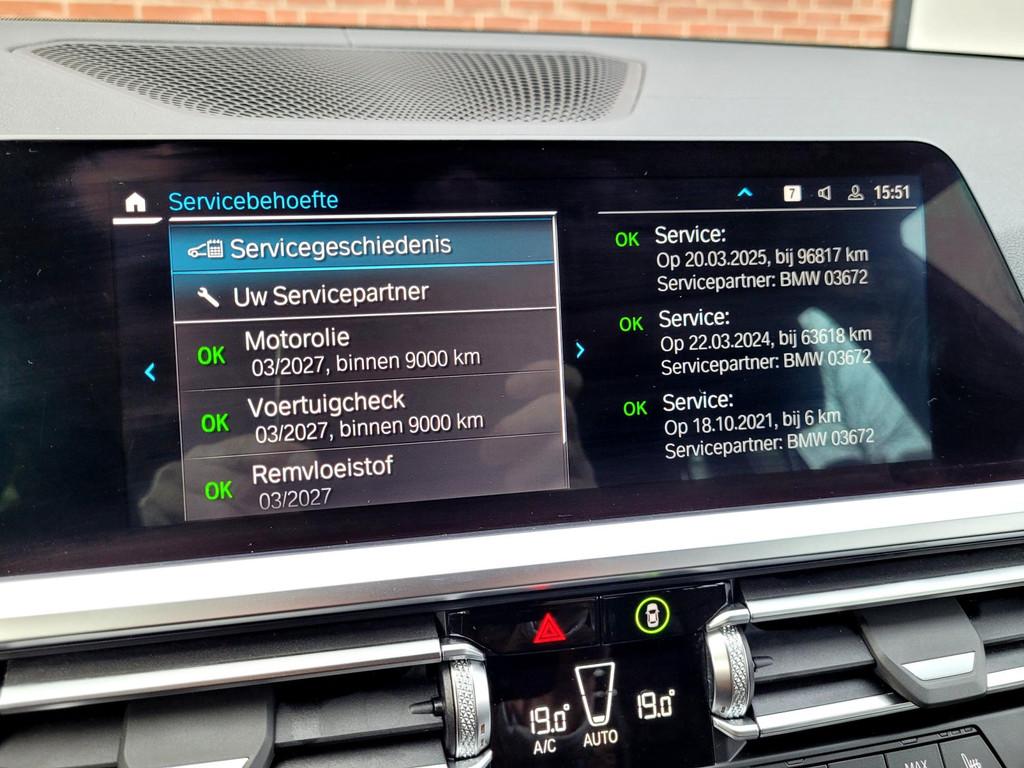 Servicebehoefte
7
15:51
Servicegeschiedenis
Uw Servicepartner
OK Motorolie
03/2027, binnen 9000 km
OK Voertuigcheck
03/2027, binnen 9000 km
OK Remvloeistof
03/2027
OK Service:
Op 20.03.2025, bij 96817 km
Servicepartner: BMW 03672
OK Service:
Op 22.03.2024, bij 63618 km
Servicepartner: BMW 03672
OK Service:
Op 18.10.2021, bij 6 km
Servicepartner: BMW 03672
19.0° 19.0°
A/C AUTO
MAX